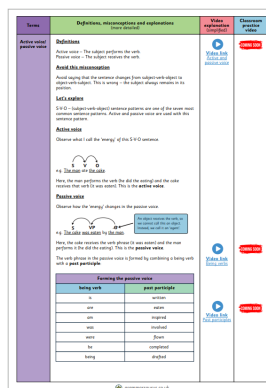 Terms
Definitions, misconceptions and explanations
(more detailed)
Video explanation
(simplified)
Classroom practice video
Active voice/
passive voice
Definitions
Active voice – The subject performs the verb
Passive voice – The subject receives the verb.
Video link
Active and
passive voice
COMING SOON
Avoid this misconception
Avoid saying that the sentence changes from subject-verb-object to
object-verb-subject. This is wrong – the subject always remains in its
position.
Let's explore
S-V-O – (subject-verb-object) sentence patterns are one of the seven most
common sentence patterns. Active and passive voice are used with this
sentence pattern.
Active voice
Observe what I call the 'energy' of this S-V-O sentence.
S V O
e.g. The man ate the cake.
Here, the man performs the verb (he did the eating) and the cake
receives that verb (it was eaten). This is the active voice.
Passive voice
Observe how the 'energy' changes in the passive voice
S VP
e.g. The cake was eaten by the man.
Here, the cake receives the verb phrase (it was eaten) and the man
performs it (he did the eating). This is the passive voice.
Video link
Being verbs
COMING SOON
The verb phrase in the passive voice is formed by combining a being verb
with a past participle.
Forming the passive voice
being verb past participle
is written
are eaten
am inspired
was involved
were flown
be completed
being drafted
Video link
Past participles
COMING SOON